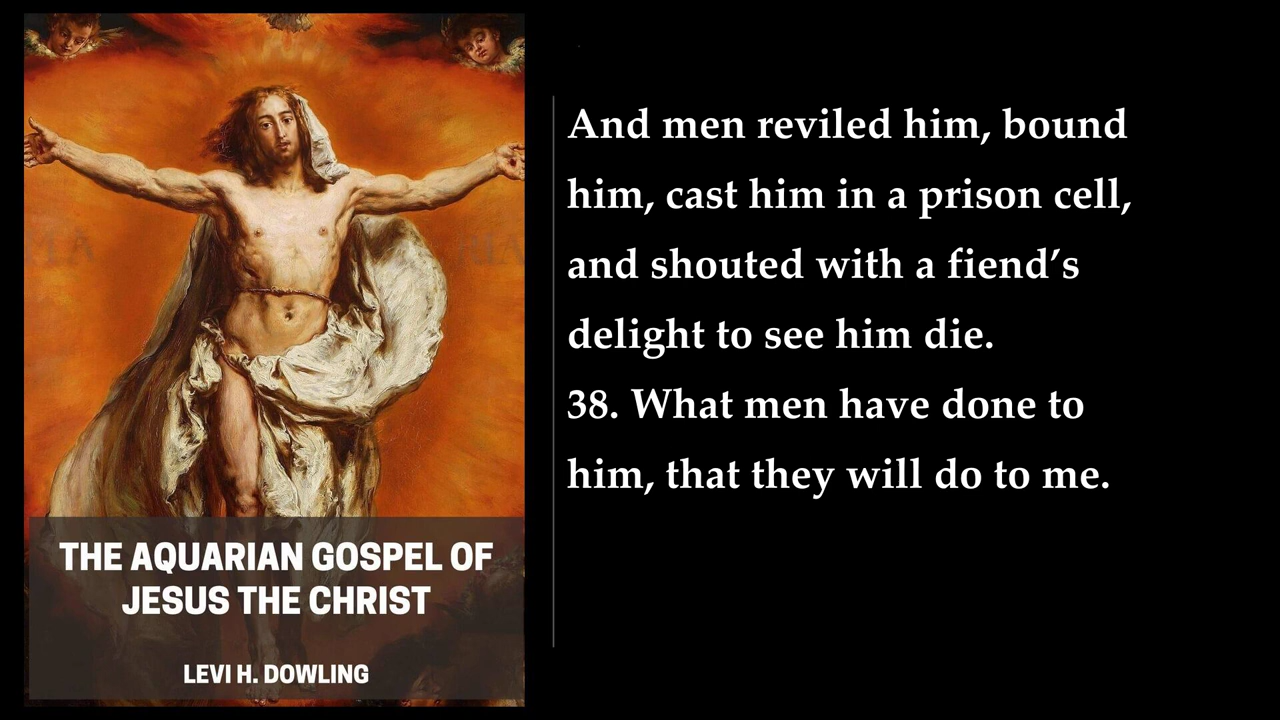 THE AQUARIAN GOSPEL OF
JESUS THE CHRIST
LEVI H. DOWLING
And men reviled him, bound
him, cast him in a prison cell,
and shouted with a fiend’s
delight to see him die.
38. What men have done to
him, that they will do to me.